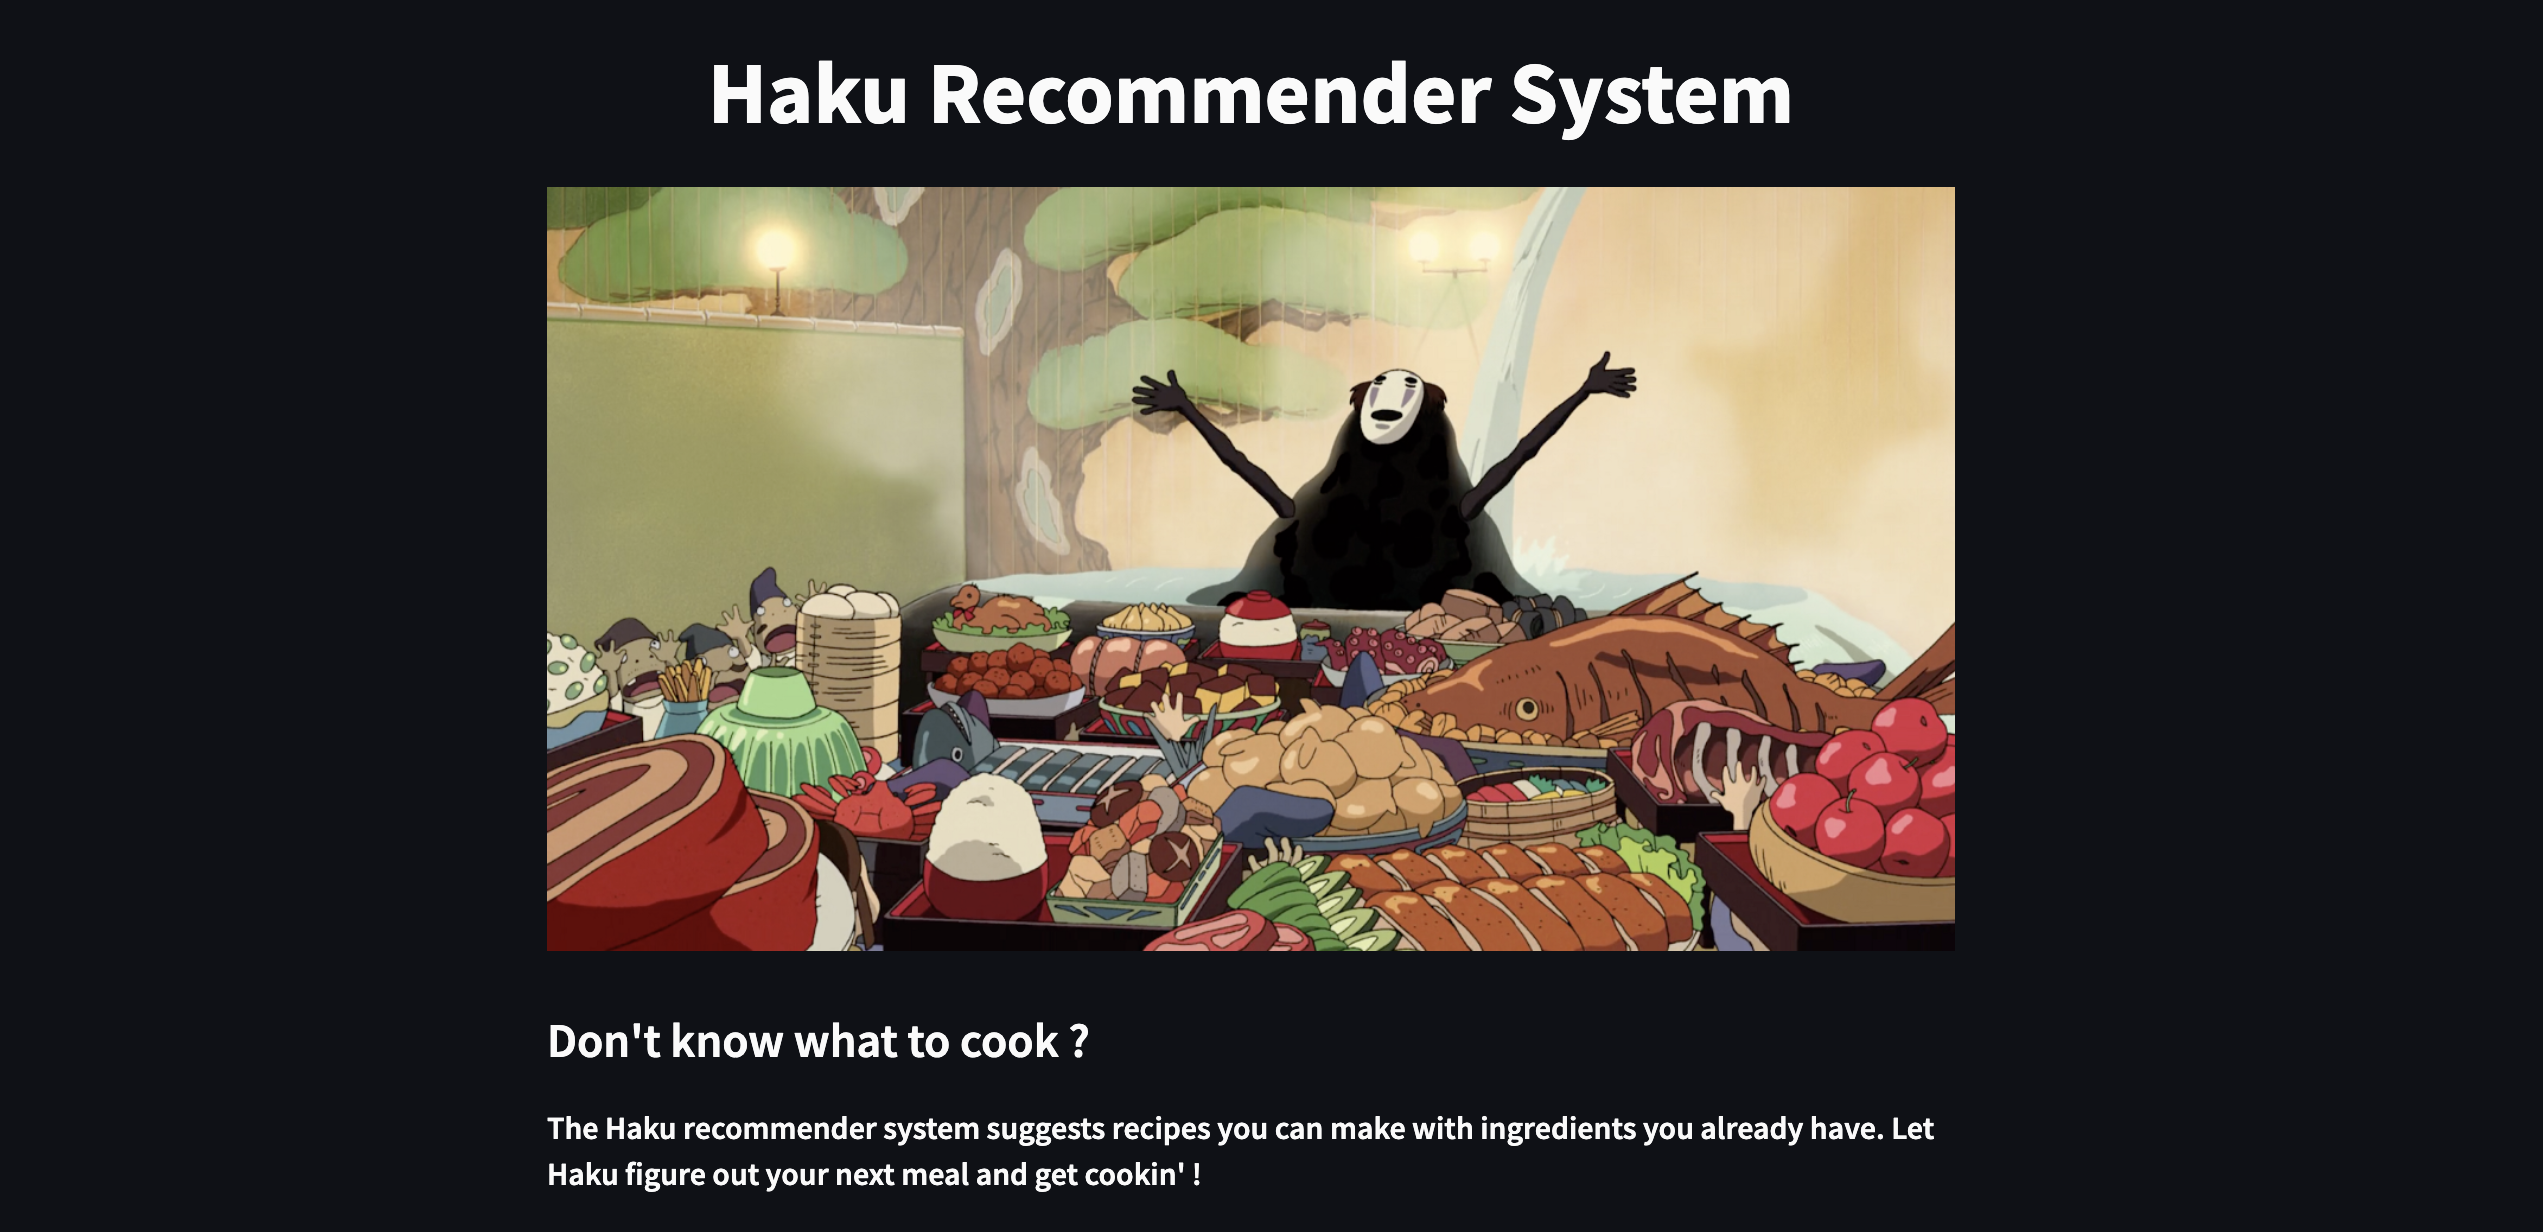 Haku Recommender System
Don't know what to cook ?
The Haku recommender system suggests recipes you can make with ingredients you already have. Let
Haku figure out your next meal and get cookin' !